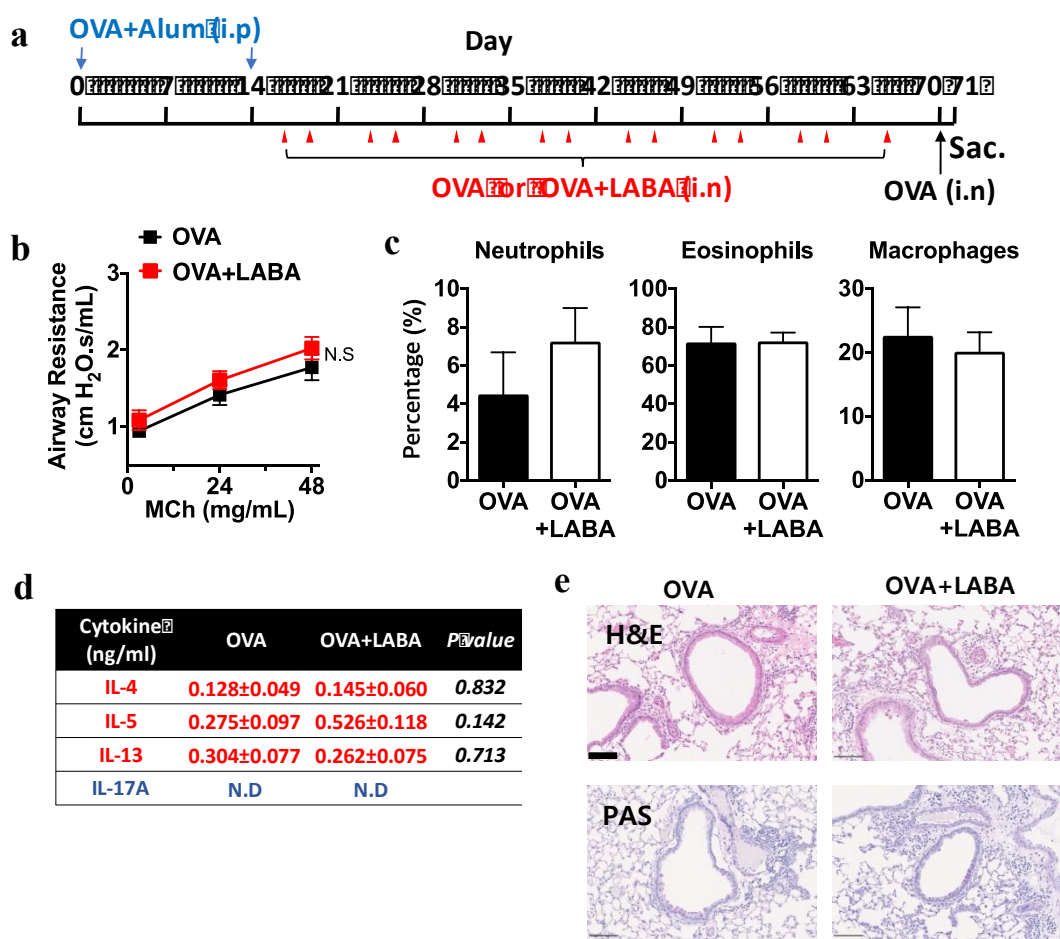 a
OVA+Alum (i.p)
Day
0 7 14 21 28 35 42 49 56 63 70 71
OVA or OVA+LABA (i.n)
Sac.
OVA (i.n)
b
OVA
OVA+LABA
Airway Resistance
(cm H₂O.s/mL)
3
2
1
N.S
0 24 48
MCh (mg/mL)
c
Percentage (%)
Neutrophils
10
8
6
4
2
0
OVA OVA
+LABA
Eosinophils
100
80
60
40
20
0
OVA OVA
+LABA
Macrophages
30
20
10
0
OVA OVA
+LABA
d
Cytokine
(ng/ml) OVA OVA+LABA P value
IL-4 0.128±0.049 0.145±0.060 0.832
IL-5 0.275±0.097 0.526±0.118 0.142
IL-13 0.304±0.077 0.262±0.075 0.713
IL-17A N.D N.D
e
OVA OVA+LABA
H&E
PAS